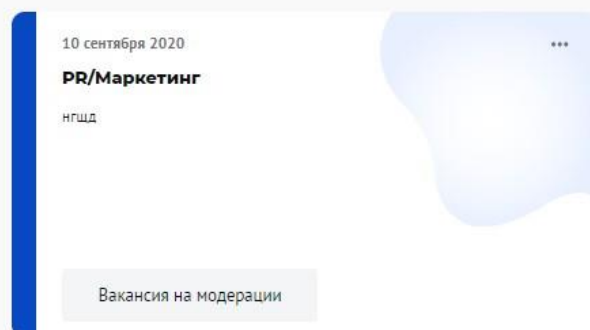 10 сентября 2020
PR/Маркетинг
нгщд
Вакансия на модерации